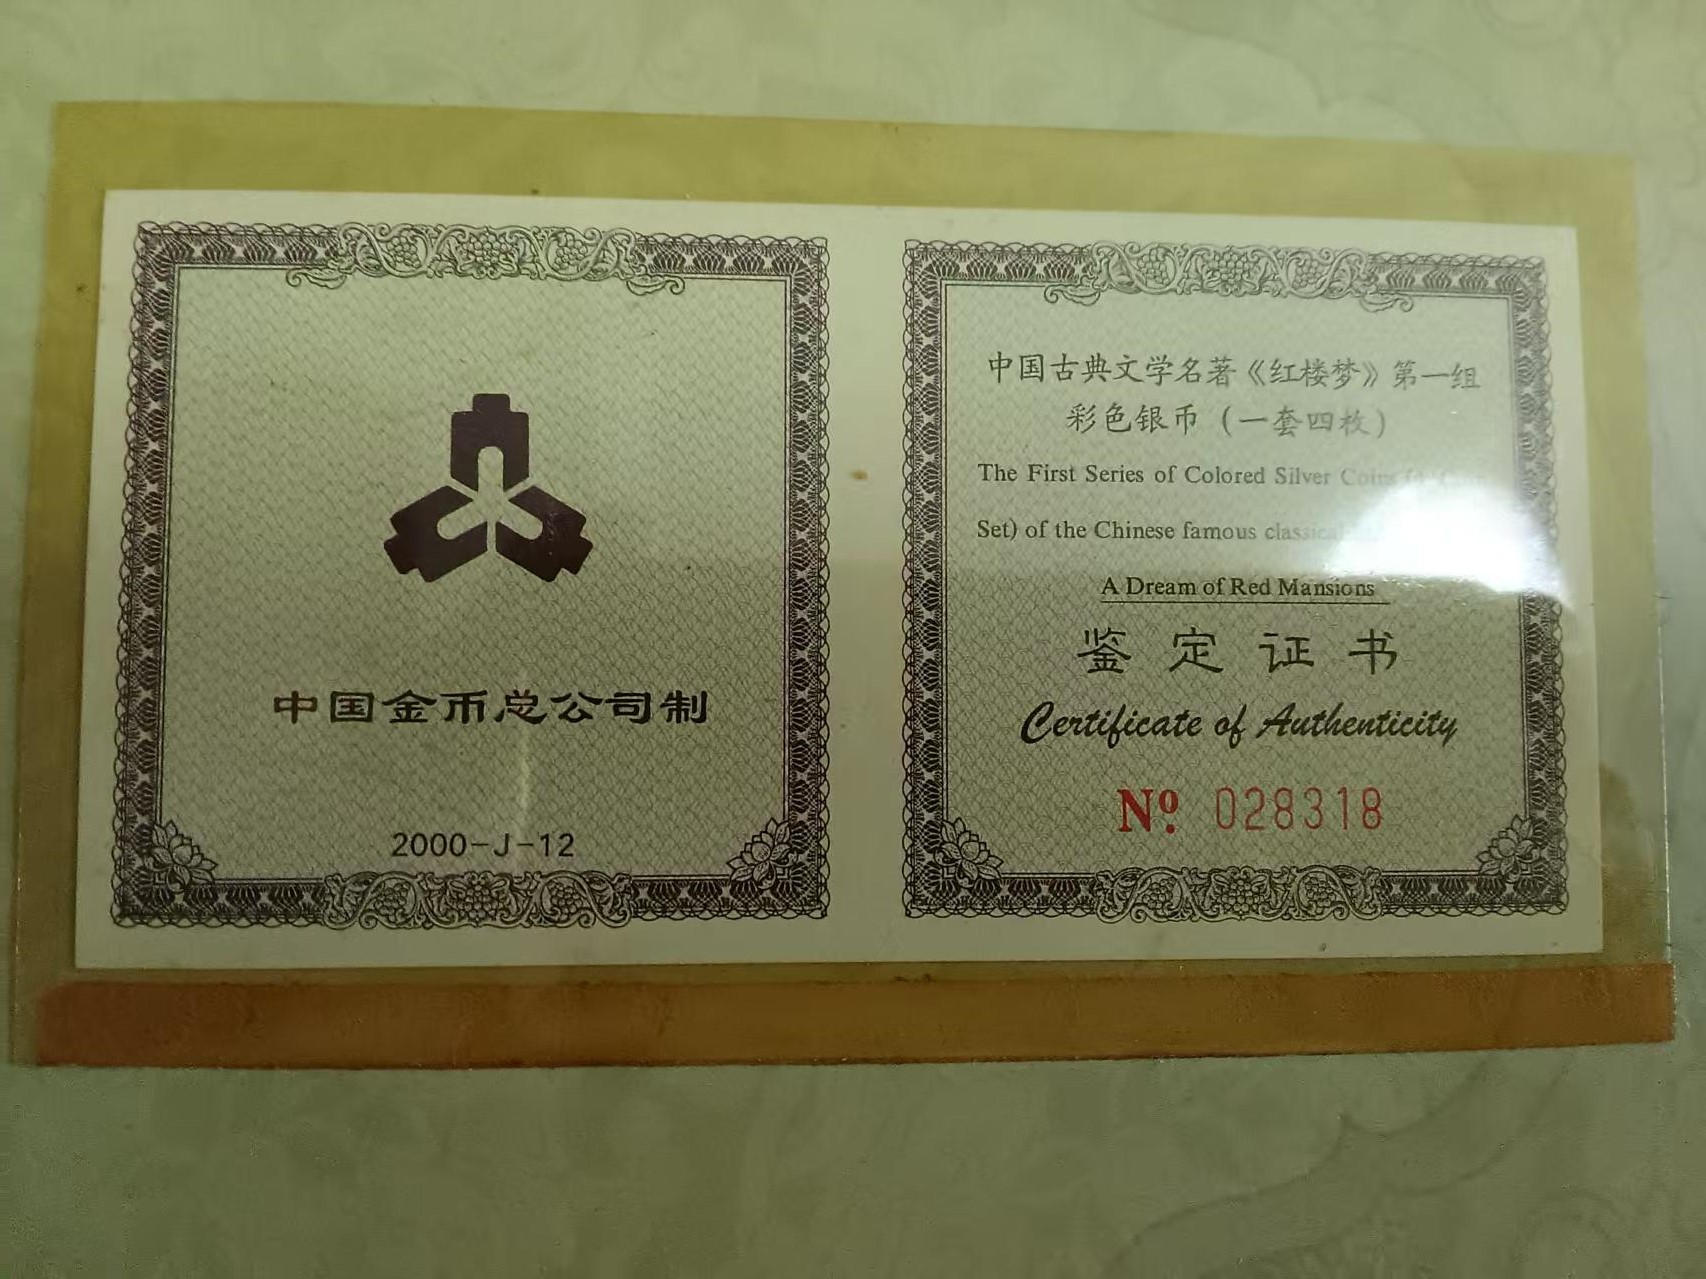 中国金币总公司制
2000-J-12
中国古典文学名著《红楼梦》第一组
彩色银币(一套四枚)
The First Series of Colored Silver Coins
Set) of the Chinese famous classical
A Dream of Red Mansions
鉴定证书
Certificate of Authenticity
Nº. 028318